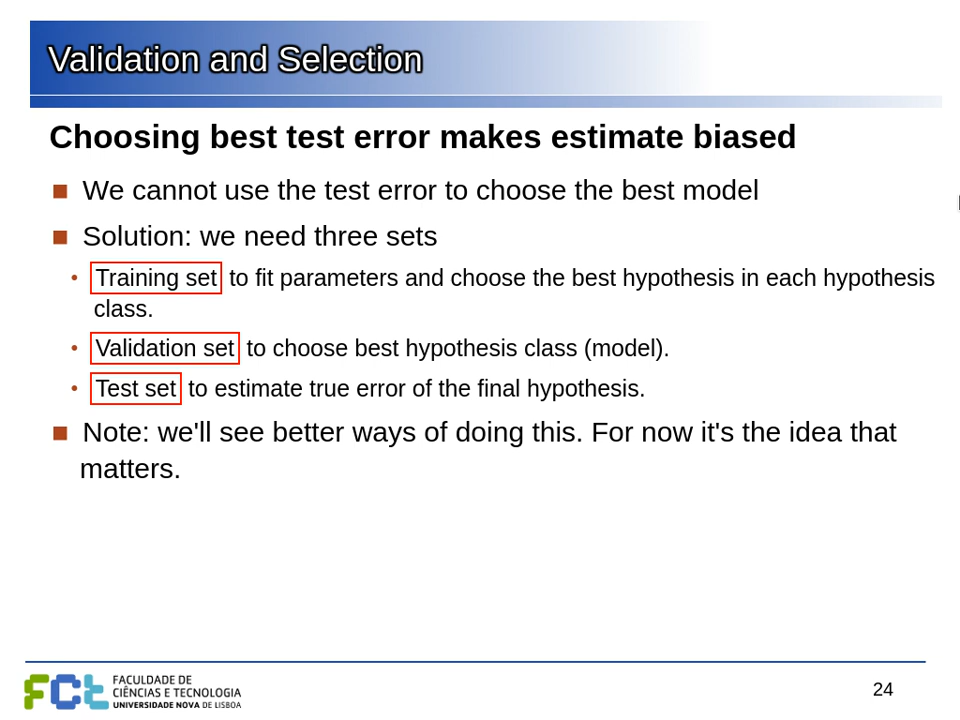 Validation and Selection
Choosing best test error makes estimate biased
We cannot use the test error to choose the best model
Solution: we need three sets
Training set to fit parameters and choose the best hypothesis in each hypothesis
class.
Validation set to choose best hypothesis class (model).
Test set to estimate true error of the final hypothesis.
Note: we'll see better ways of doing this. For now it's the idea that
matters.
FCt
FACULDADE DE
CIÊNCIAS E TECNOLOGIA
UNIVERSIDADE NOVA DE LISBOA
24